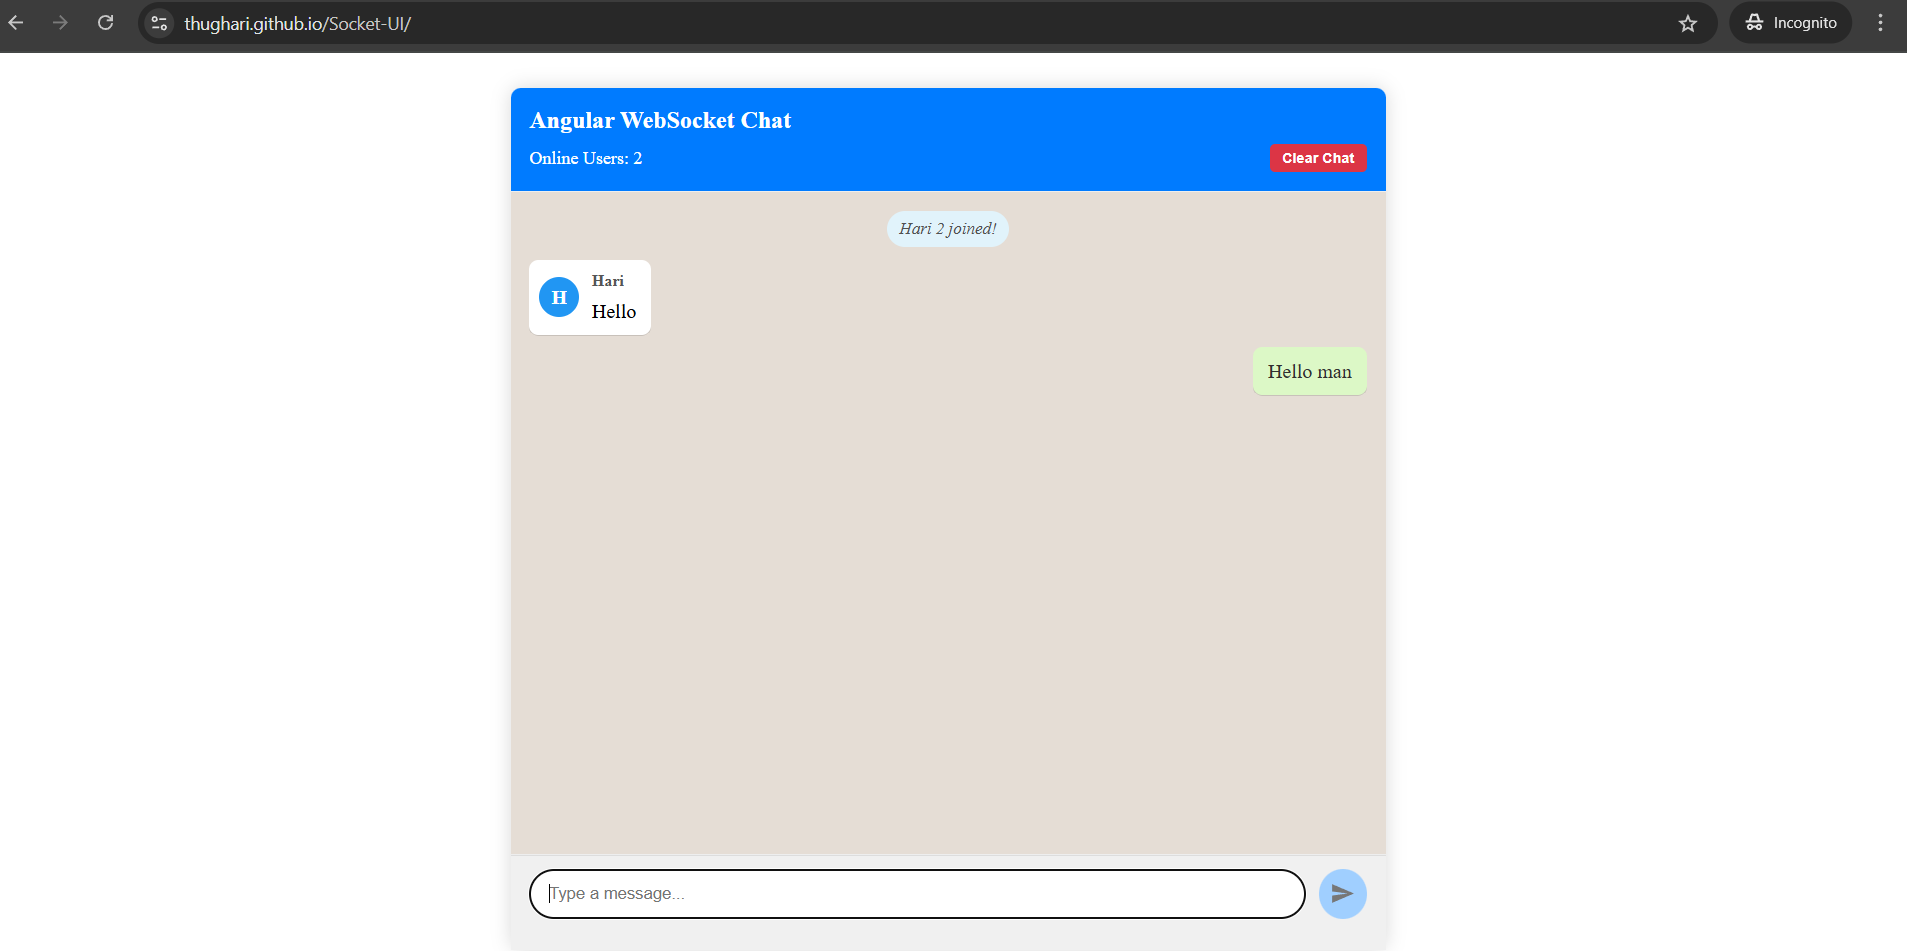 thughari.github.io/Socket-UI/
Incognito
Angular WebSocket Chat
Online Users: 2
Clear Chat
Hari 2 joined!
H
Hari
Hello
Hello man
Type a message...